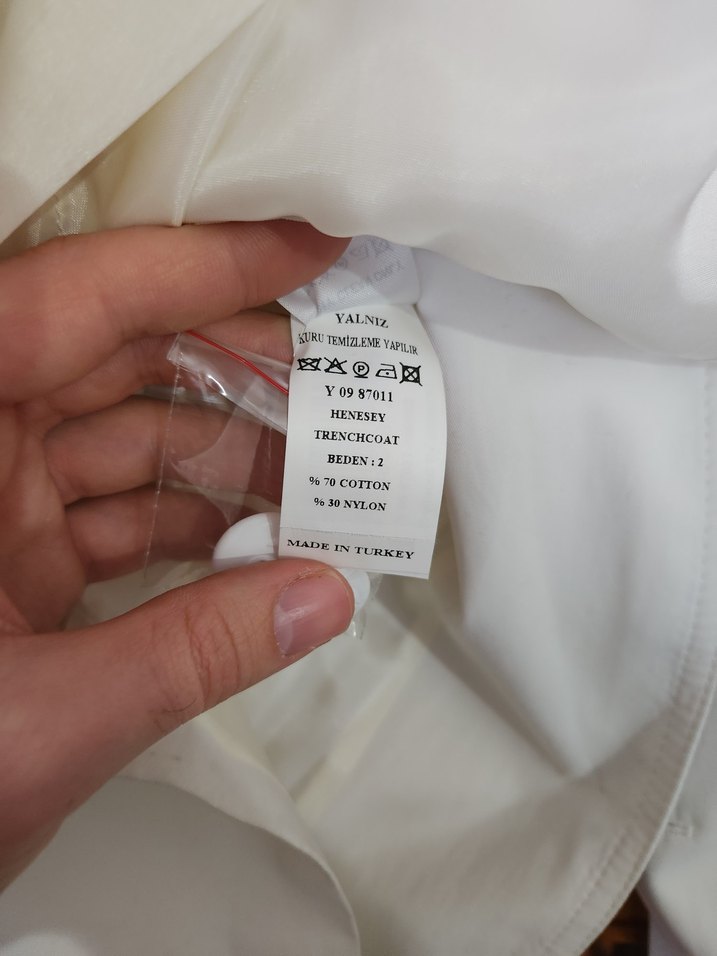 YALNIZ
KURU TEMİZLEME YAPILIR
P
Y 09 87011
HENESEY
TRENCHCOAT
BEDEN : 2
% 70 COTTON
% 30 NYLON
MADE IN TURKEY